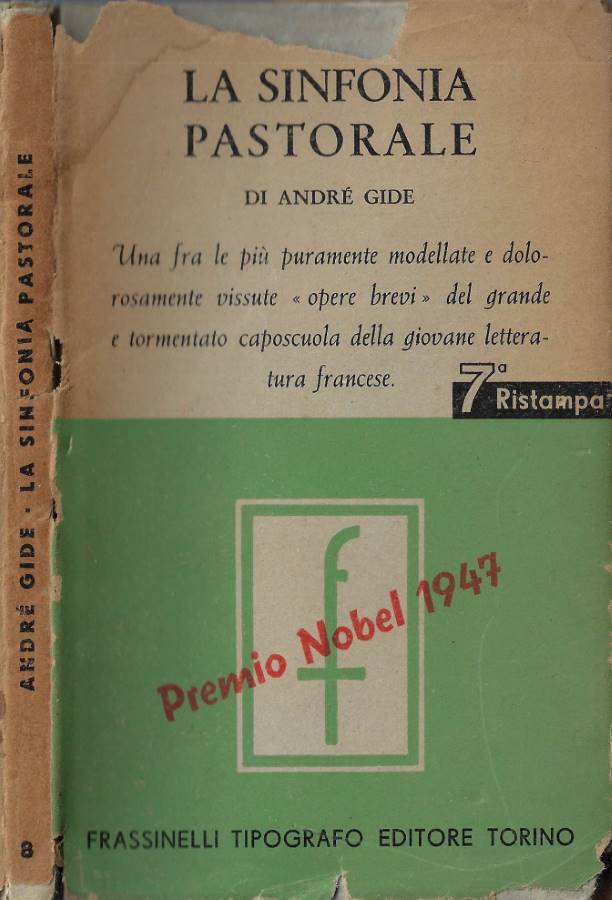 LA SINFONIA
PASTORALE
DI ANDRÉ GIDE
Una fra le più puramente modellate e dolo-
rosamente vissute « opere brevi » del grande
e tormentato caposcuola della giovane lettera-
tura francese.
7ª Ristampa
f
Premio Nobel 1947
FRASSINELLI TIPOGRAFO EDITORE TORINO
ANDRÉ GIDE · LA SINFONIA PASTORALE
8